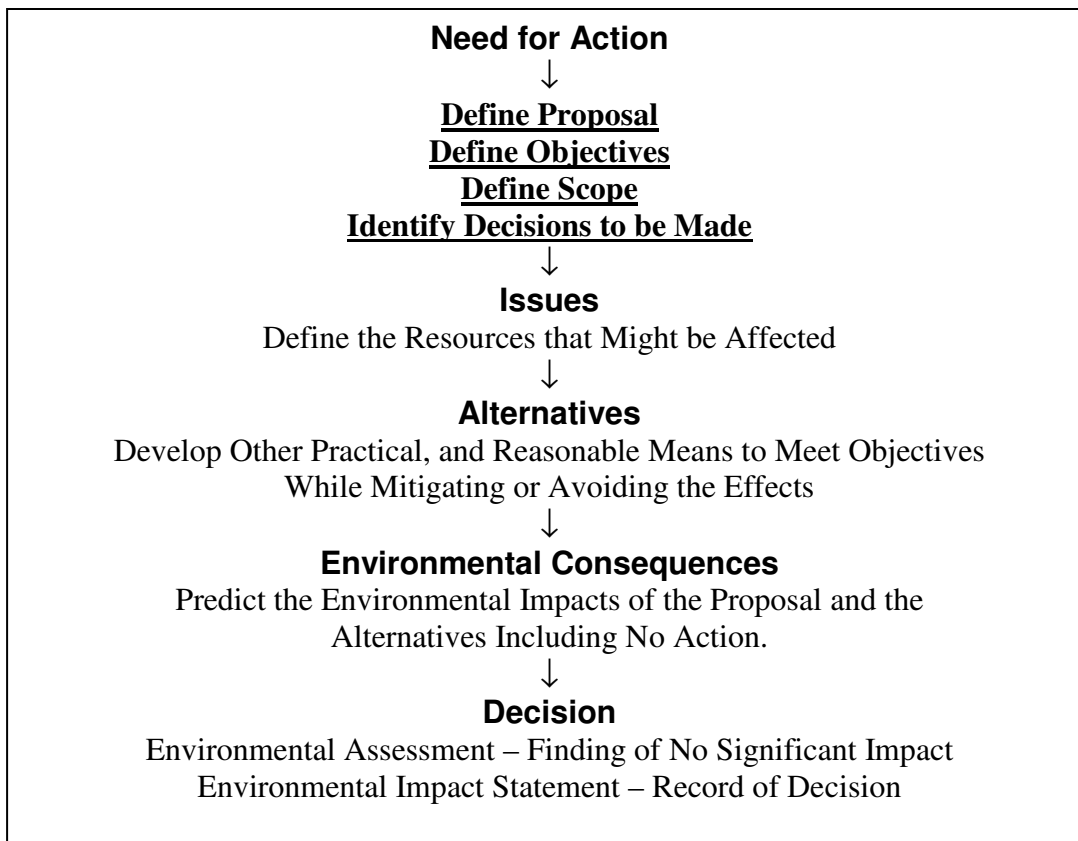 Need for Action
↓
Define Proposal
Define Objectives
Define Scope
Identify Decisions to be Made
↓
Issues
Define the Resources that Might be Affected
↓
Alternatives
Develop Other Practical, and Reasonable Means to Meet Objectives
While Mitigating or Avoiding the Effects
↓
Environmental Consequences
Predict the Environmental Impacts of the Proposal and the
Alternatives Including No Action.
↓
Decision
Environmental Assessment – Finding of No Significant Impact
Environmental Impact Statement – Record of Decision